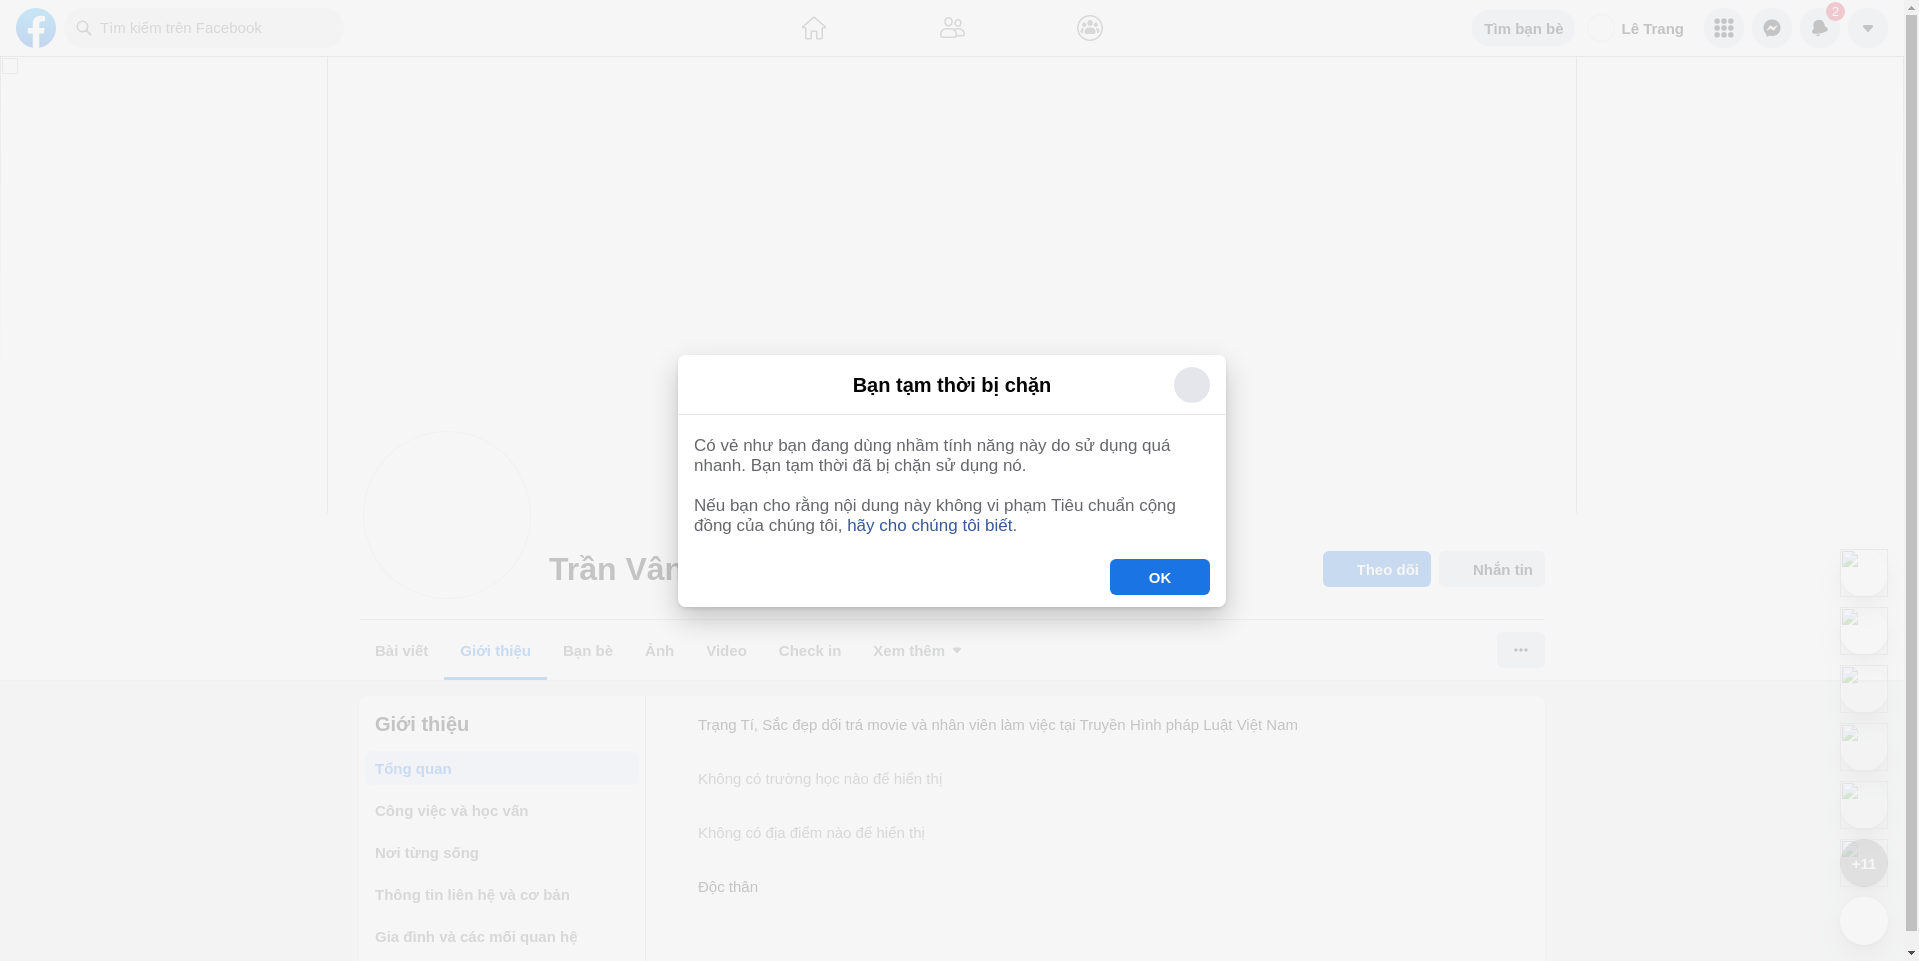 Tìm kiếm trên Facebook
Tìm bạn bè
Lê Trang
2
Bạn tạm thời bị chặn
Có vẻ như bạn đang dùng nhầm tính năng này do sử dụng quá
nhanh. Bạn tạm thời đã bị chặn sử dụng nó.
Nếu bạn cho rằng nội dung này không vi phạm Tiêu chuẩn cộng
đồng của chúng tôi, hãy cho chúng tôi biết.
OK
Trần Vân
Theo dõi
Nhắn tin
Bài viết
Giới thiệu
Bạn bè
Ảnh
Video
Check in
Xem thêm
Giới thiệu
Tổng quan
Công việc và học vấn
Nơi từng sống
Thông tin liên hệ và cơ bản
Gia đình và các mối quan hệ
Trạng Tí, Sắc đẹp dối trá movie và nhân viên làm việc tại Truyền Hình pháp Luật Việt Nam
Không có trường học nào để hiển thị
Không có địa điểm nào để hiển thị
Độc thân
+11